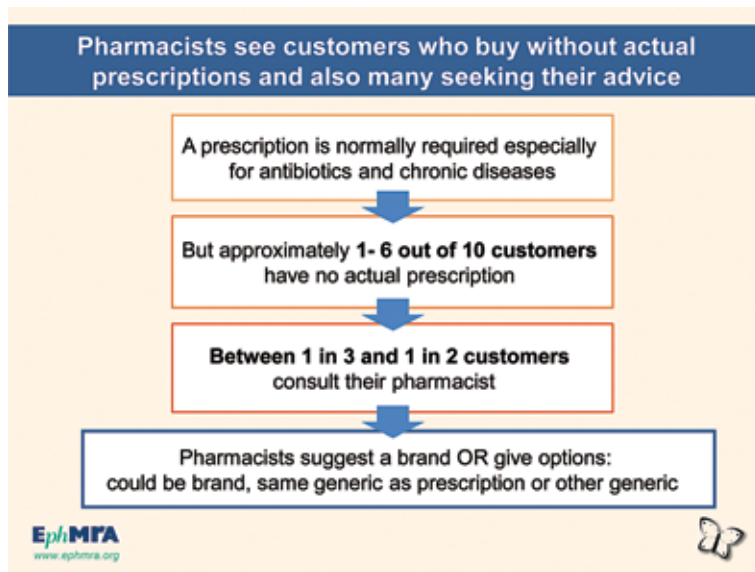 Pharmacists see customers who buy without actual
prescriptions and also many seeking their advice
A prescription is normally required especially
for antibiotics and chronic diseases
But approximately 1- 6 out of 10 customers
have no actual prescription
Between 1 in 3 and 1 in 2 customers
consult their pharmacist
Pharmacists suggest a brand OR give options:
could be brand, same generic as prescription or other generic
EphMRA
www.ephmra.org